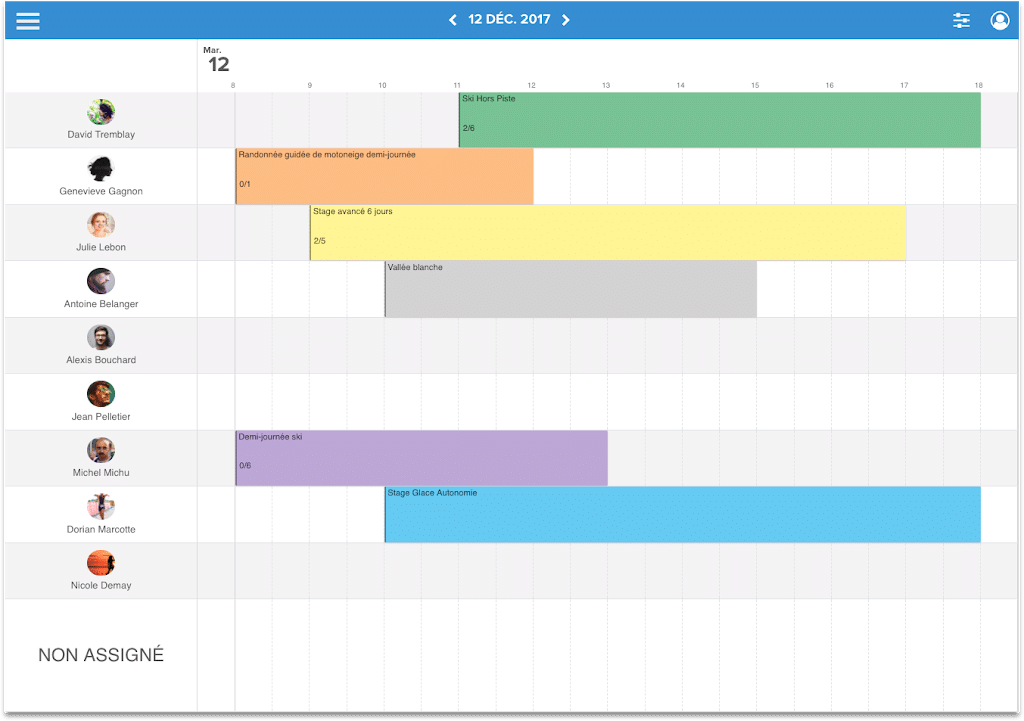 12 DÉC. 2017
Mar.
12
8 9 10 11 12 13 14 15 16 17 18
David Tremblay
Ski Hors Piste
2/6
Genevieve Gagnon
Randonnée guidée de motoneige demi-journée
0/1
Julie Lebon
Stage avancé 6 jours
2/5
Antoine Belanger
Vallée blanche
Alexis Bouchard
Jean Pelletier
Michel Michu
Demi-journée ski
0/6
Dorian Marcotte
Stage Glace Autonomie
Nicole Demay
NON ASSIGNÉ